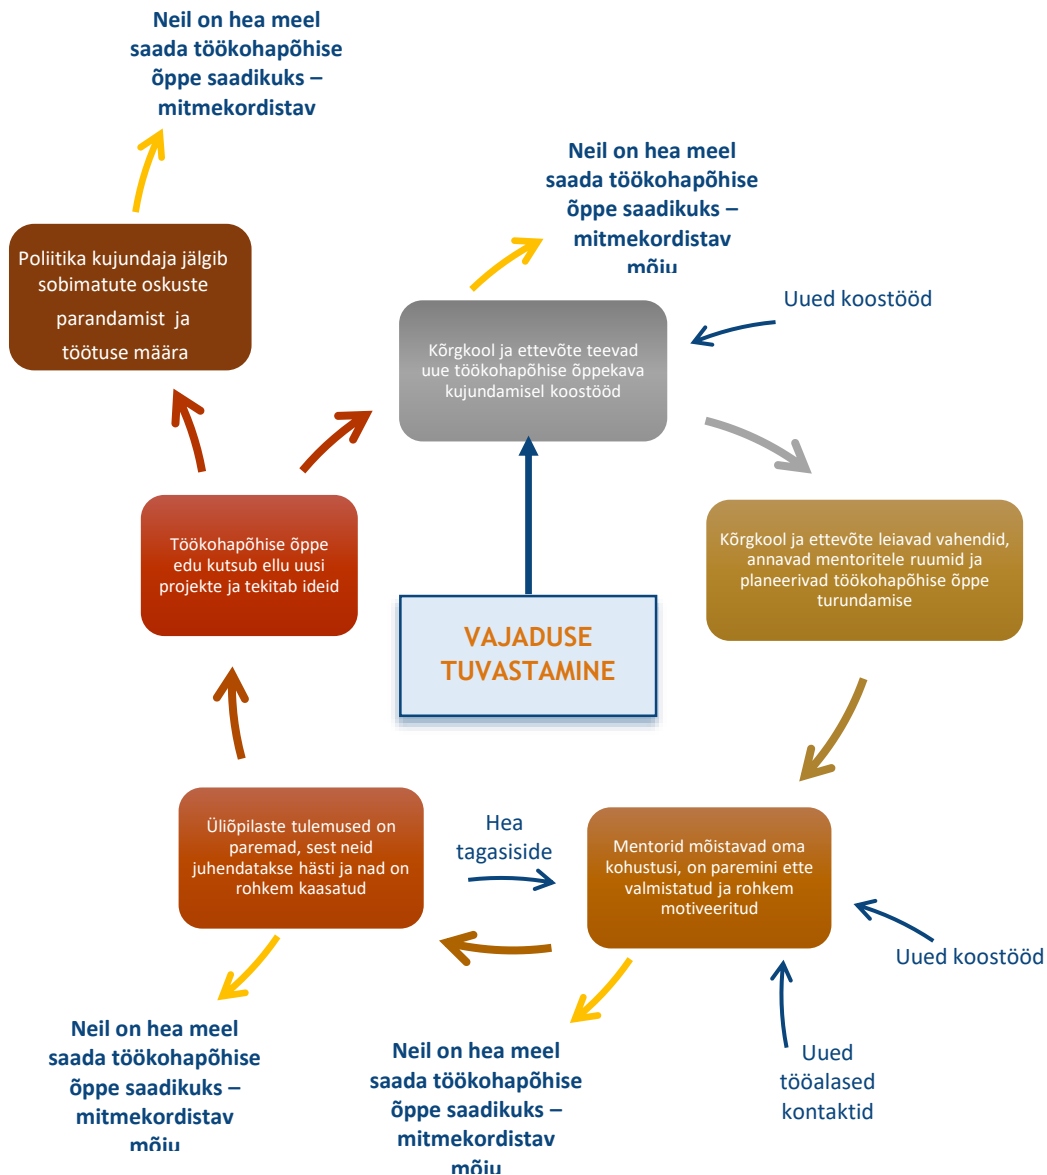 Neil on hea meel
saada töökohapõhise
õppe saadikuks –
mitmekordistav
Neil on hea meel
saada töökohapõhise
õppe saadikuks –
mitmekordistav
mõju
Uued koostööd
Poliitika kujundaja jälgib
sobimatute oskuste
parandamist ja
töötuse määra
Kõrgkool ja ettevõte teevad
uue töökohapõhise õppekava
kujundamisel koostööd
Töökohapõhise õppe
edu kutsub ellu uusi
projekte ja tekitab ideid
Kõrgkool ja ettevõte leiavad vahendid,
annavad mentoritele ruumid ja
planeerivad töökohapõhise õppe
turundamise
VAJADUSE
TUVASTAMINE
Üliõpilaste tulemused on
paremad, sest neid
juhendatakse hästi ja nad on
rohkem kaasatud
Hea
tagasiside
Mentorid mõistavad oma
kohustusi, on paremini ette
valmistatud ja rohkem
motiveeritud
Uued koostööd
Neil on hea meel
saada töökohapõhise
õppe saadikuks –
mitmekordistav
mõju
Neil on hea meel
saada töökohapõhise
õppe saadikuks –
mitmekordistav
mõju
Uued
tööalased
kontaktid